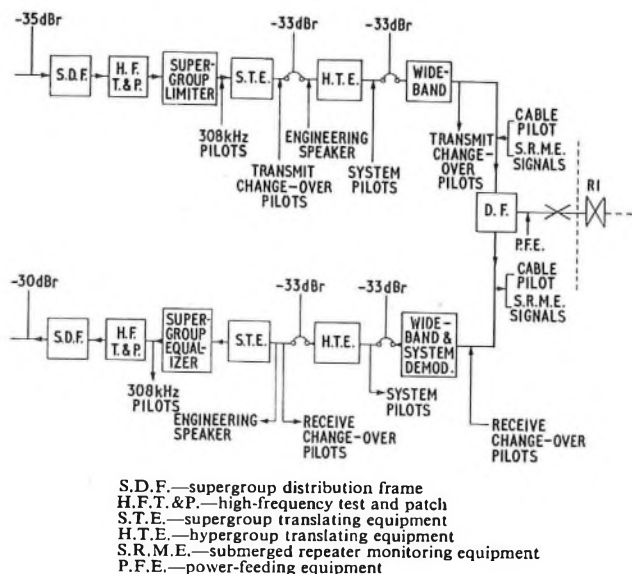 -35dBr
-33dBr
-33dBr
S.D.F.
H.F.
T.&P.
SUPER-
GROUP
LIMITER
S.T.E.
H.T.E.
WIDE-
BAND
308kHz
PILOTS
TRANSMIT
CHANGE-OVER
PILOTS
ENGINEERING
SPEAKER
SYSTEM
PILOTS
TRANSMIT
CHANGE-
OVER
PILOTS
CABLE
PILOT
S.R.M.E.
SIGNALS
D.F.
R1
P.F.E.
CABLE
PILOT
S.R.M.E.
SIGNALS
-30dBr
-33dBr
-33dBr
S.D.F.
H.F.
T.&P.
SUPER-
GROUP
EQUAL-
IZER
S.T.E.
H.T.E.
WIDE-
BAND &
SYSTEM
DEMOD.
308kHz
PILOTS
ENGINEERING
SPEAKER
RECEIVE
CHANGE-OVER
PILOTS
SYSTEM
PILOTS
RECEIVE
CHANGE-OVER
PILOTS
S.D.F.—supergroup distribution frame
H.F.T.&P.—high-frequency test and patch
S.T.E.—supergroup translating equipment
H.T.E.—hypergroup translating equipment
S.R.M.E.—submerged repeater monitoring equipment
P.F.E.—power-feeding equipment